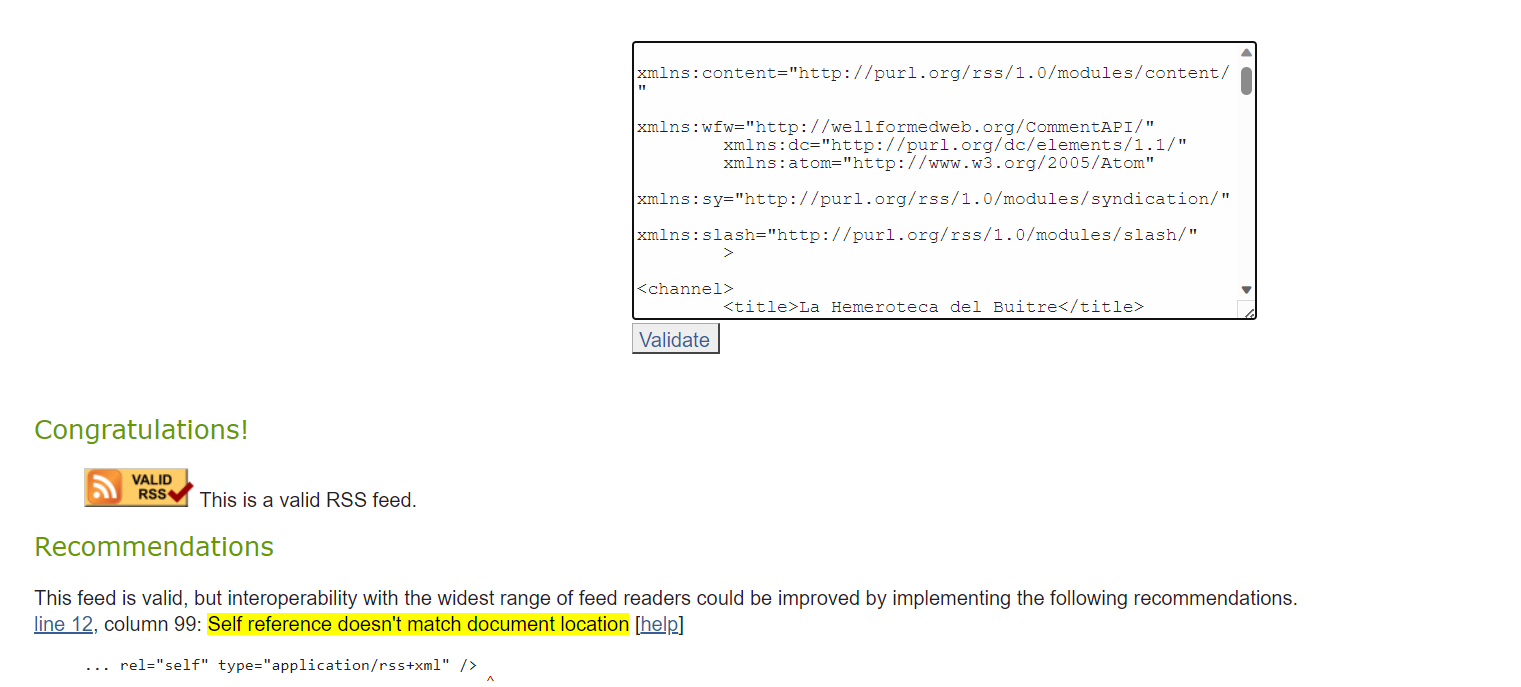 xmlns:content="http://purl.org/rss/1.0/modules/content/
"
xmlns:wfw="http://wellformedweb.org/CommentAPI/"
xmlns:dc="http://purl.org/dc/elements/1.1/"
xmlns:atom="http://www.w3.org/2005/Atom"
xmlns:sy="http://purl.org/rss/1.0/modules/syndication/"
xmlns:slash="http://purl.org/rss/1.0/modules/slash/"
>
<channel>
<title>La Hemeroteca del Buitre</title>
Validate
Congratulations!
VALID
RSS
This is a valid RSS feed.
Recommendations
This feed is valid, but interoperability with the widest range of feed readers could be improved by implementing the following recommendations.
line 12, column 99: Self reference doesn't match document location [help]
... rel="self" type="application/rss+xml" />
^